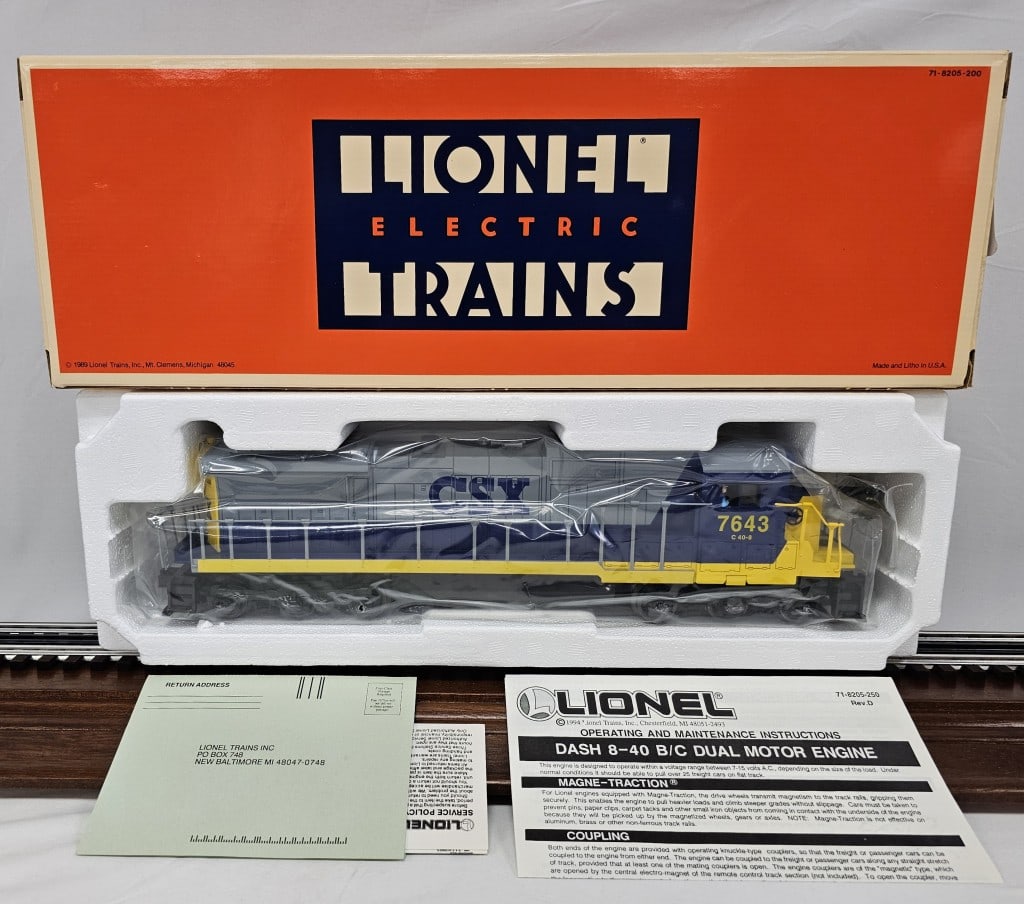 71-8205-200
LIONEL®
ELECTRIC
TRAINS
© 1989 Lionel Trains, Inc., Mt. Clemens, Michigan 48045
Made and Litho in U.S.A.
CSX
7643
C 40-8
RETURN ADDRESS
LIONEL TRAINS INC
PO BOX 748
NEW BALTIMORE MI 48047-0748
LIONEL
SERVICE POLICY
LIONEL®
71-8205-250
Rev.D
©1994 Lionel Trains, Inc., Chesterfield, MI 48051-2493
OPERATING AND MAINTENANCE INSTRUCTIONS
DASH 8-40 B/C DUAL MOTOR ENGINE
This engine is designed to operate within a voltage range between 7-15 volts A.C., depending on the size of the load. Under
normal conditions it should be able to pull over 25 freight cars on flat track.
MAGNE-TRACTION®
For Lionel engines equipped with Magne-Traction, the drive wheels transmit magnetism to the track rails, gripping them
securely. This enables the engine to pull heavier loads and climb steeper grades without slippage. Care must be taken to
prevent pins, paper clips, carpet tacks and other small iron objects from coming in contact with the underside of the engine
because they will be picked up by the magnetized wheels, gears or axles. NOTE: Magne-Traction is not effective on
aluminum, brass or other non-ferrous track rails.
COUPLING
Both ends of the engine are provided with operating knuckle-type couplers, so that the freight or passenger cars can be
coupled to the engine from either end. The engine can be coupled to the freight or passenger cars along any straight stretch
of track, provided that at least one of the mating couplers is open. The engine couplers are of the "magnetic" type, which
are opened by the central electro-magnet of the remote control track section (not included). To open the coupler, move